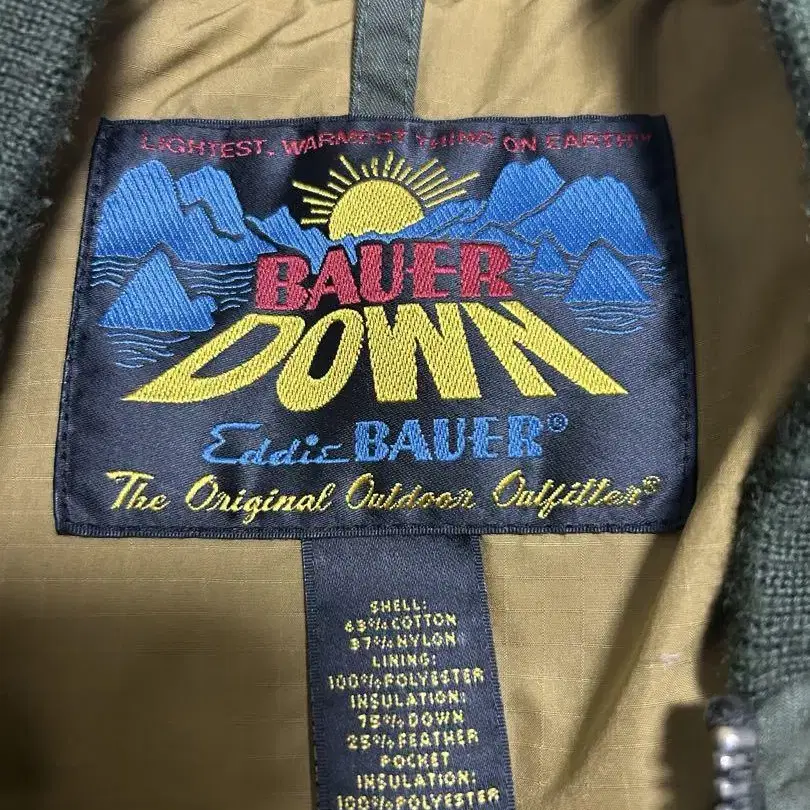 LIGHTEST, WARMEST THING ON EARTH™
BAUER
DOWN
Eddie BAUER®
The Original Outdoor Outfitter®
SHELL:
63% COTTON
37% NYLON
LINING:
100% POLYESTER
INSULATION:
75% DOWN
25% FEATHER
POCKET
INSULATION:
100% POLYESTER